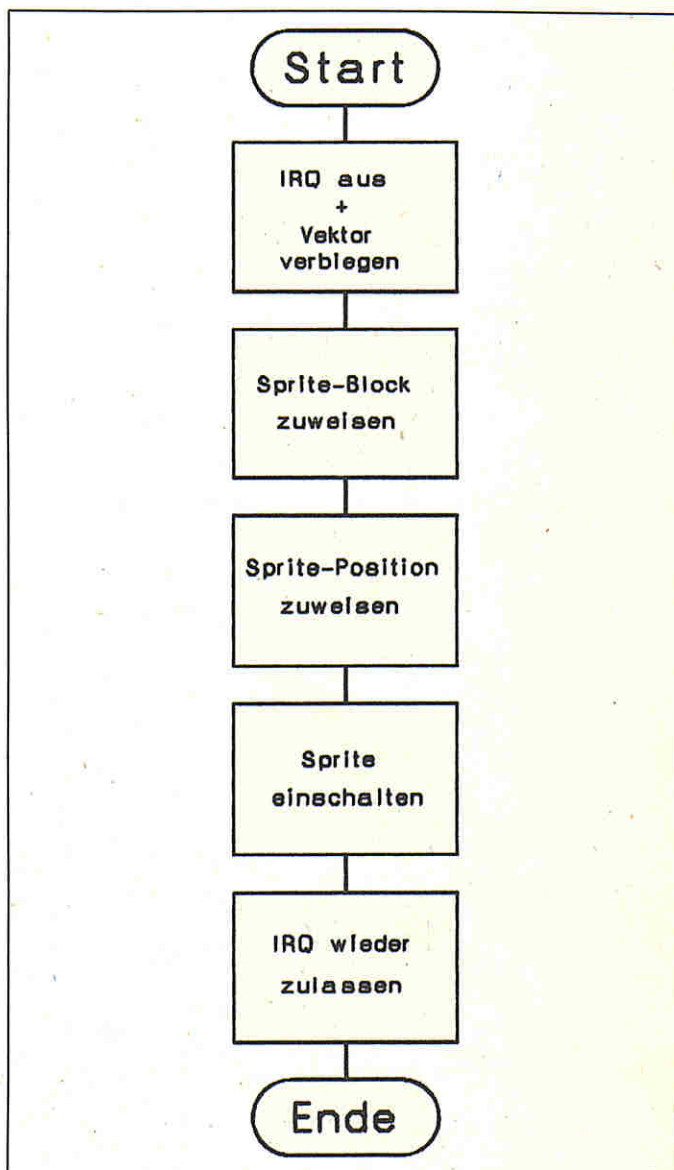 Start
IRQ aus
+
Vektor
verbiegen
Sprite-Block
zuweisen
Sprite-Position
zuweisen
Sprite
einschalten
IRQ wieder
zulassen
Ende